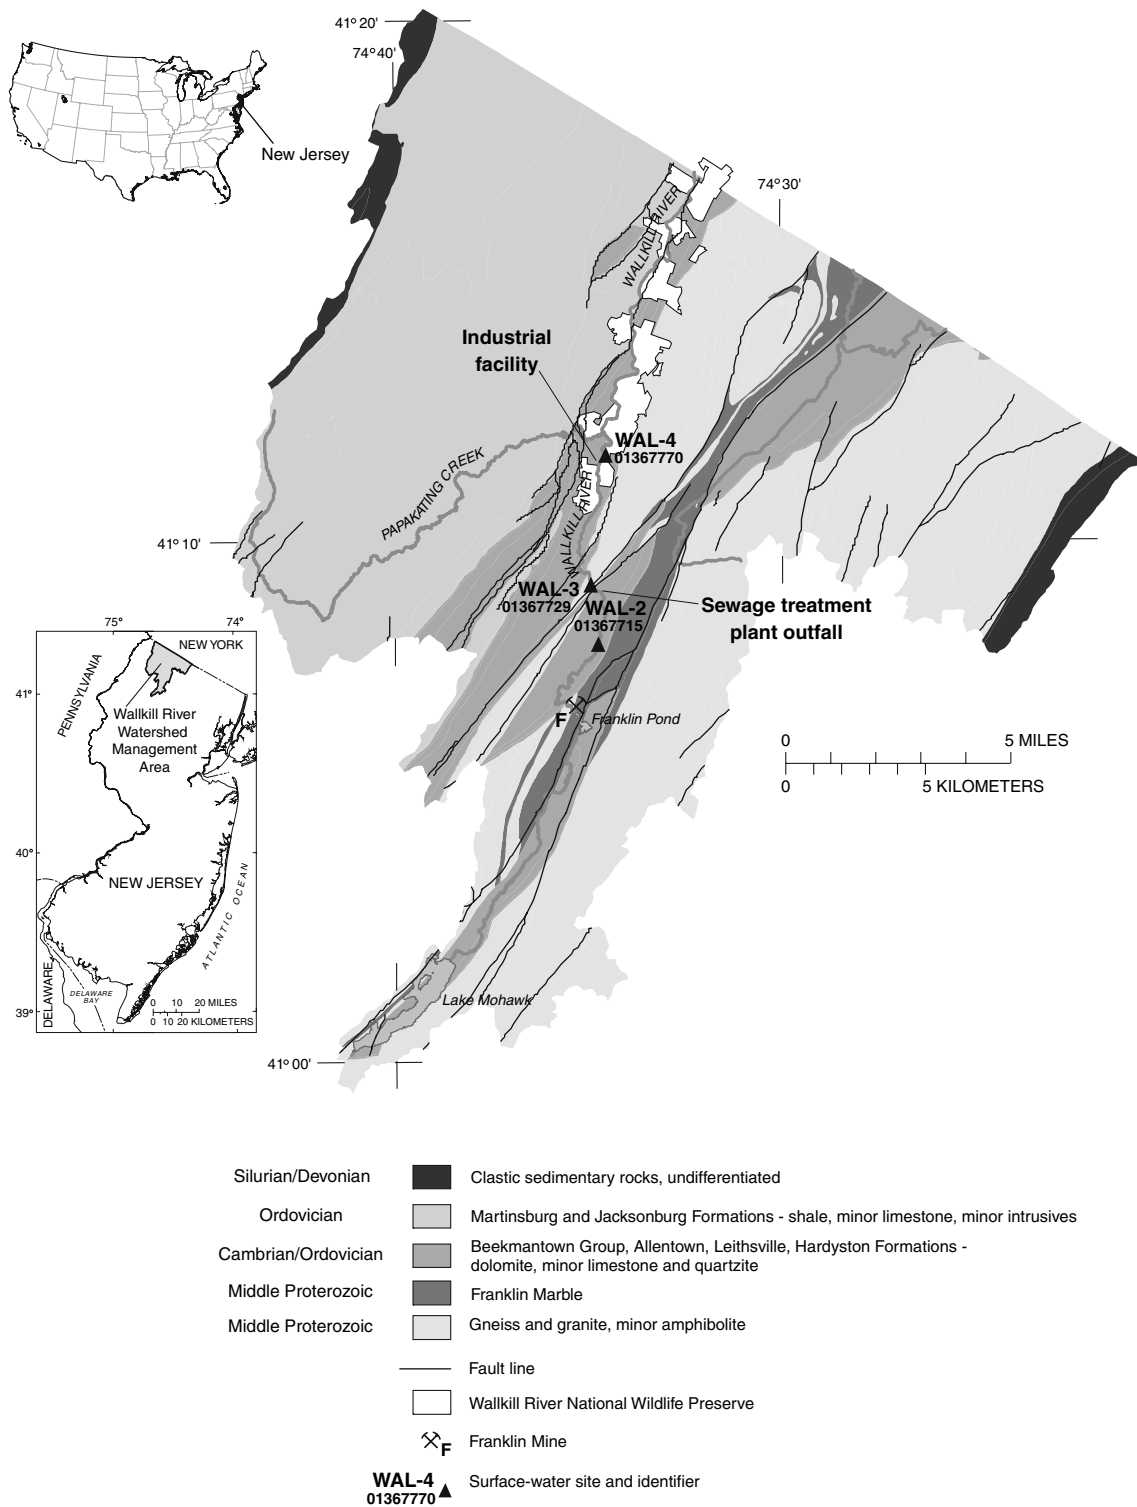 41° 20'
74° 40'
New Jersey
74° 30'
WALLKILL RIVER
Industrial
facility
WAL-4
01367770
PAPAKATING CREEK
WALLKILL RIVER
41° 10'
WAL-3
01367729
WAL-2
01367715
Sewage treatment
plant outfall
F
Franklin Pond
0 5 MILES
0 5 KILOMETERS
75° 74°
NEW YORK
PENNSYLVANIA
41°
Wallkill River
Watershed
Management
Area
40°
NEW JERSEY
ATLANTIC OCEAN
DELAWARE
DELAWARE
BAY
0 10 20 MILES
0 10 20 KILOMETERS
39°
Lake Mohawk
41° 00'
Silurian/Devonian Clastic sedimentary rocks, undifferentiated
Ordovician Martinsburg and Jacksonburg Formations - shale, minor limestone, minor intrusives
Cambrian/Ordovician Beekmantown Group, Allentown, Leithsville, Hardyston Formations -
dolomite, minor limestone and quartzite
Middle Proterozoic Franklin Marble
Middle Proterozoic Gneiss and granite, minor amphibolite
Fault line
Wallkill River National Wildlife Preserve
F Franklin Mine
WAL-4
01367770 Surface-water site and identifier